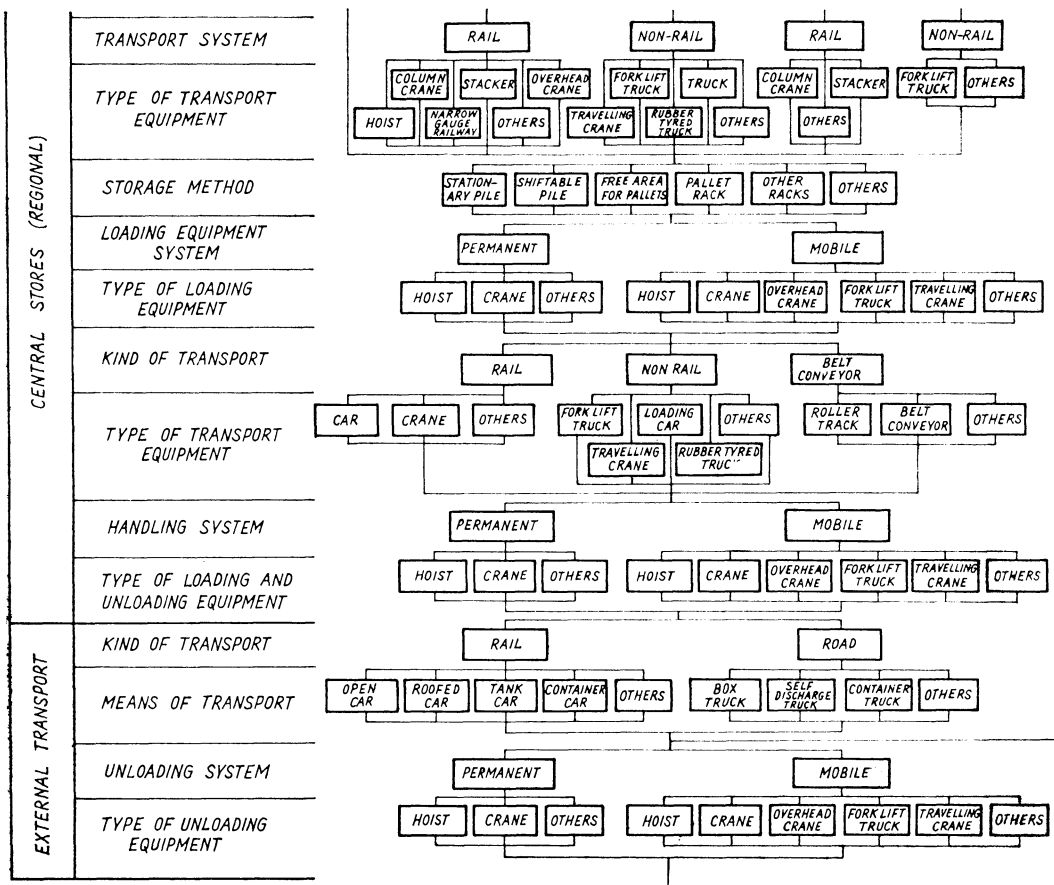 CENTRAL STORES (REGIONAL)
TRANSPORT SYSTEM
RAIL
NON-RAIL
RAIL
NON-RAIL
TYPE OF TRANSPORT
EQUIPMENT
COLUMN
CRANE
STACKER
OVERHEAD
CRANE
FORK LIFT
TRUCK
TRUCK
COLUMN
CRANE
STACKER
FORK LIFT
TRUCK
OTHERS
HOIST
NARROW
GAUGE
RAILWAY
OTHERS
TRAVELLING
CRANE
RUBBER
TYRED
TRUCK
OTHERS
OTHERS
STORAGE METHOD
STATION-
ARY PILE
SHIFTABLE
PILE
FREE AREA
FOR PALLETS
PALLET
RACK
OTHER
RACKS
OTHERS
LOADING EQUIPMENT
SYSTEM
PERMANENT
MOBILE
TYPE OF LOADING
EQUIPMENT
HOIST
CRANE
OTHERS
HOIST
CRANE
OVERHEAD
CRANE
FORK LIFT
TRUCK
TRAVELLING
CRANE
OTHERS
KIND OF TRANSPORT
RAIL
NON RAIL
BELT
CONVEYOR
TYPE OF TRANSPORT
EQUIPMENT
CAR
CRANE
OTHERS
FORK LIFT
TRUCK
LOADING
CAR
OTHERS
ROLLER
TRACK
BELT
CONVEYOR
OTHERS
TRAVELLING
CRANE
RUBBER TYRED
HANDLING SYSTEM
PERMANENT
MOBILE
TYPE OF LOADING AND
UNLOADING EQUIPMENT
HOIST
CRANE
OTHERS
HOIST
CRANE
OVERHEAD
CRANE
FORK LIFT
TRUCK
TRAVELLING
CRANE
OTHERS
EXTERNAL TRANSPORT
KIND OF TRANSPORT
RAIL
ROAD
MEANS OF TRANSPORT
OPEN
CAR
ROOFED
CAR
TANK
CAR
CONTAINER
CAR
OTHERS
BOX
TRUCK
SELF
DISCHARGE
TRUCK
CONTAINER
TRUCK
OTHERS
UNLOADING SYSTEM
PERMANENT
MOBILE
TYPE OF UNLOADING
EQUIPMENT
HOIST
CRANE
OTHERS
HOIST
CRANE
OVERHEAD
CRANE
FORK LIFT
TRUCK
TRAVELLING
CRANE
OTHERS